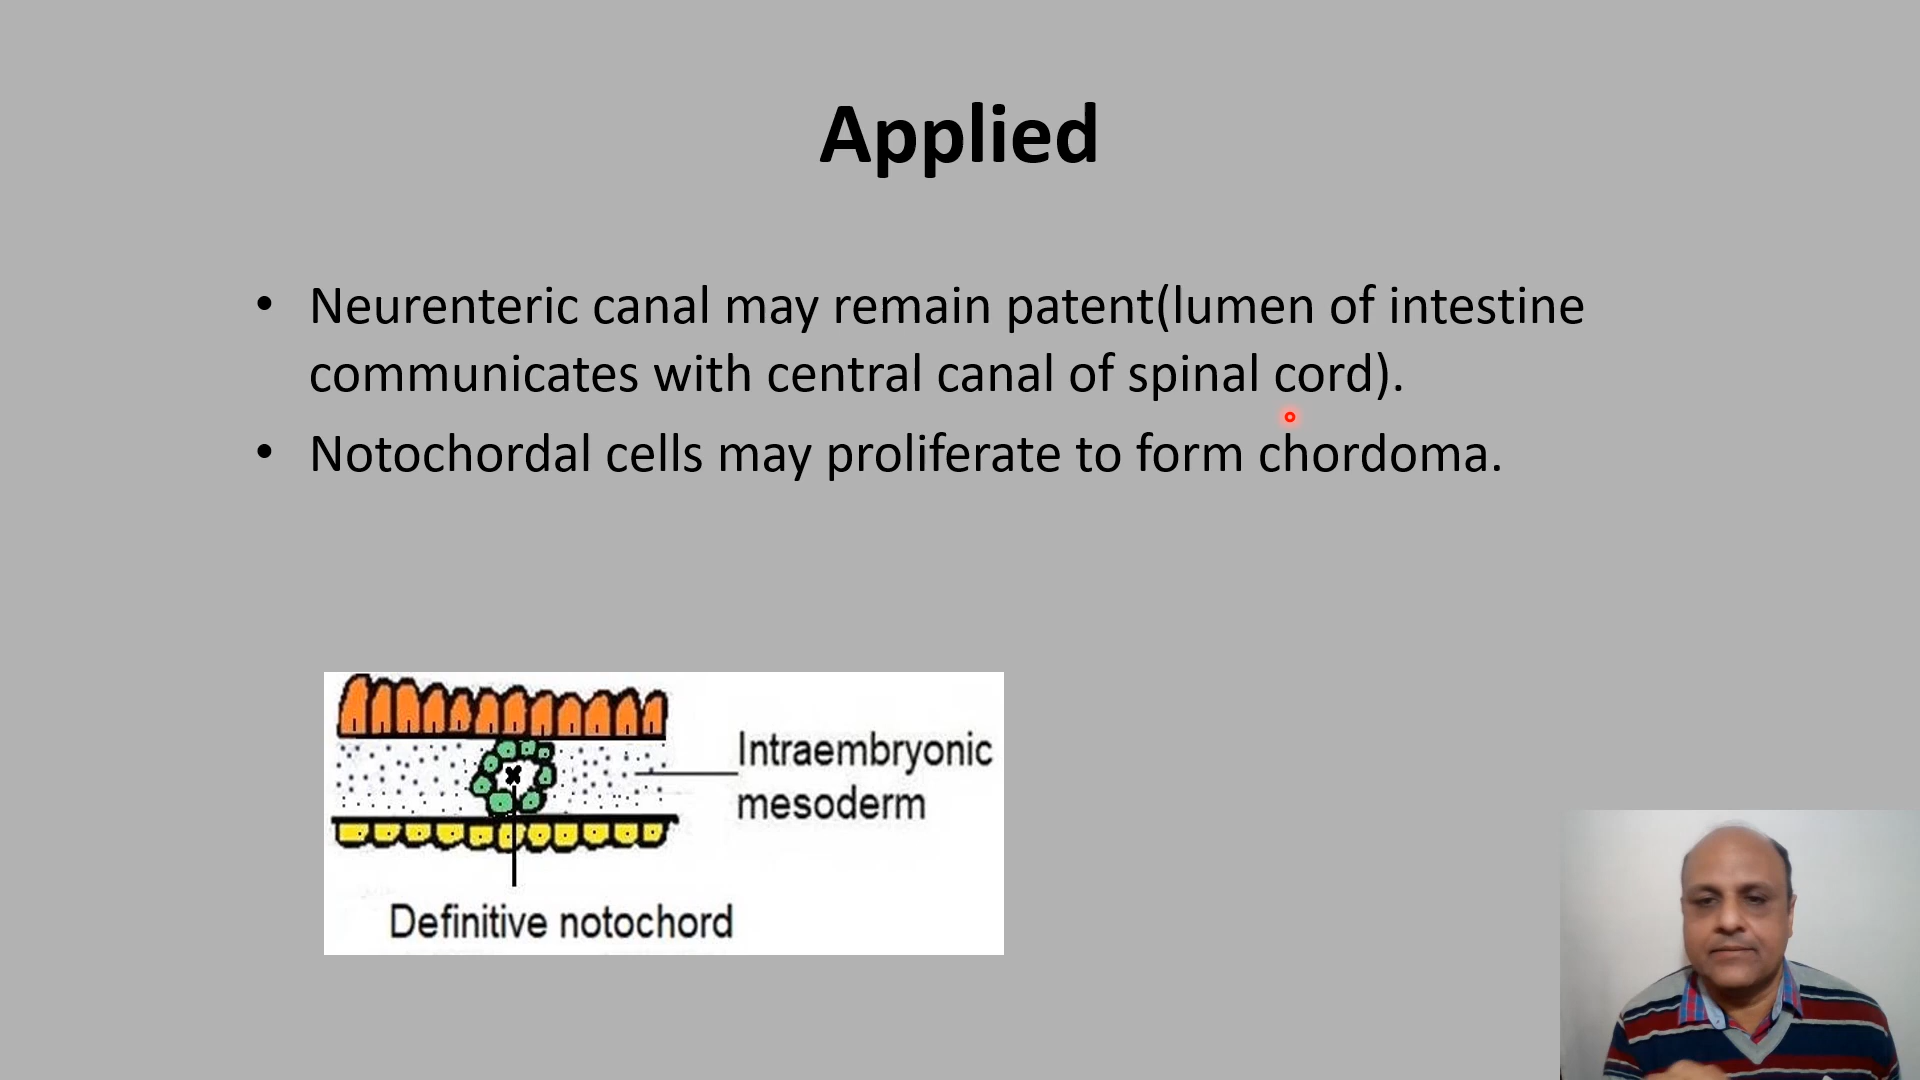 Applied
• Neurenteric canal may remain patent(lumen of intestine
communicates with central canal of spinal cord).
• Notochordal cells may proliferate to form chordoma.
Intraembryonic
mesoderm
Definitive notochord